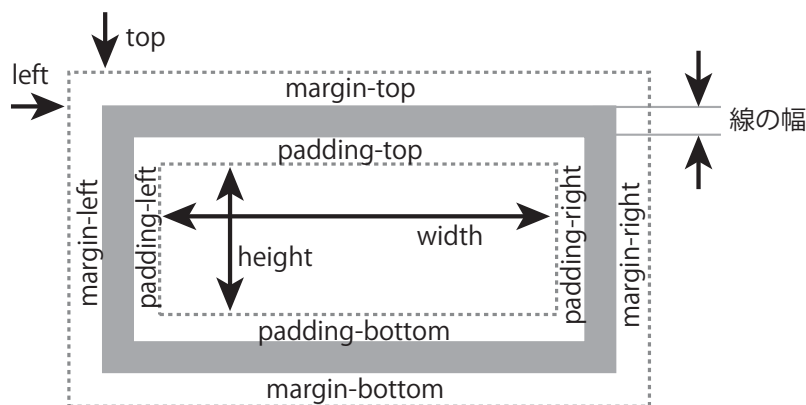 top
left
margin-top
線の幅
padding-top
margin-left
padding-left
width
height
padding-right
margin-right
padding-bottom
margin-bottom